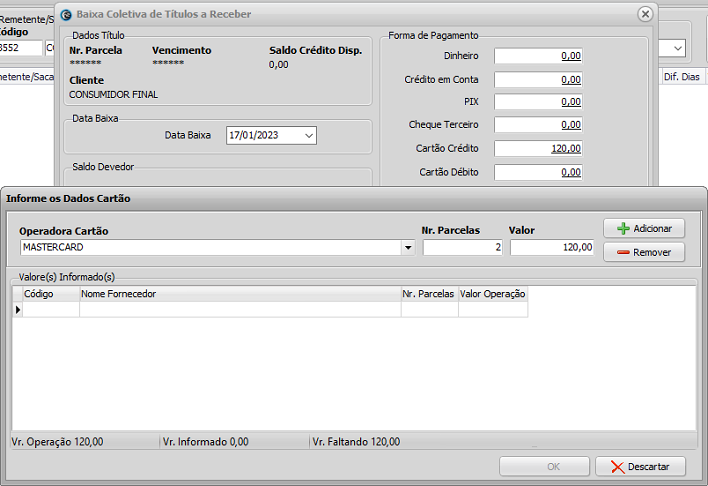 Baixa Coletiva de Títulos a Receber
Remetente/S
Código
3552
Dados Título
Nr. Parcela Vencimento Saldo Crédito Disp.
****** ****** 0,00
Cliente
CONSUMIDOR FINAL
Data Baixa
Data Baixa 17/01/2023
Saldo Devedor
Forma de Pagamento
Dinheiro 0,00
Crédito em Conta 0,00
PIX 0,00
Cheque Terceiro 0,00
Cartão Crédito 120,00
Cartão Débito 0,00
netente/Saca
Dif. Dias
Informe os Dados Cartão
Operadora Cartão Nr. Parcelas Valor
MASTERCARD 2 120,00
Adicionar
Remover
Valore(s) Informado(s)
Código Nome Fornecedor Nr. Parcelas Valor Operação
Vr. Operação 120,00 Vr. Informado 0,00 Vr. Faltando 120,00
OK Descartar